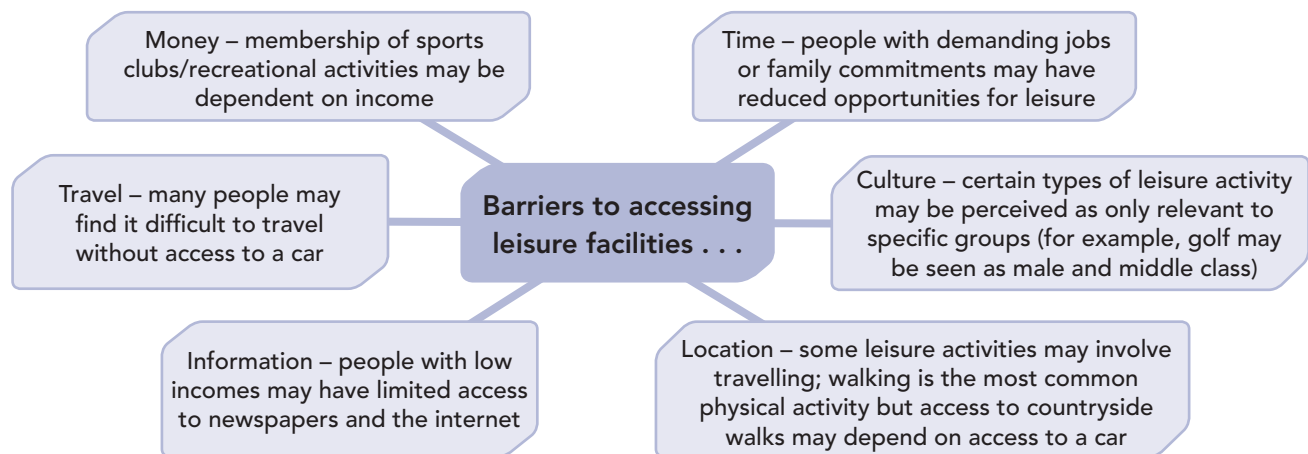 Money – membership of sports
clubs/recreational activities may be
dependent on income
Time – people with demanding jobs
or family commitments may have
reduced opportunities for leisure
Travel – many people may
find it difficult to travel
without access to a car
Barriers to accessing
leisure facilities . . .
Culture – certain types of leisure activity
may be perceived as only relevant to
specific groups (for example, golf may
be seen as male and middle class)
Information – people with low
incomes may have limited access
to newspapers and the internet
Location – some leisure activities may involve
travelling; walking is the most common
physical activity but access to countryside
walks may depend on access to a car